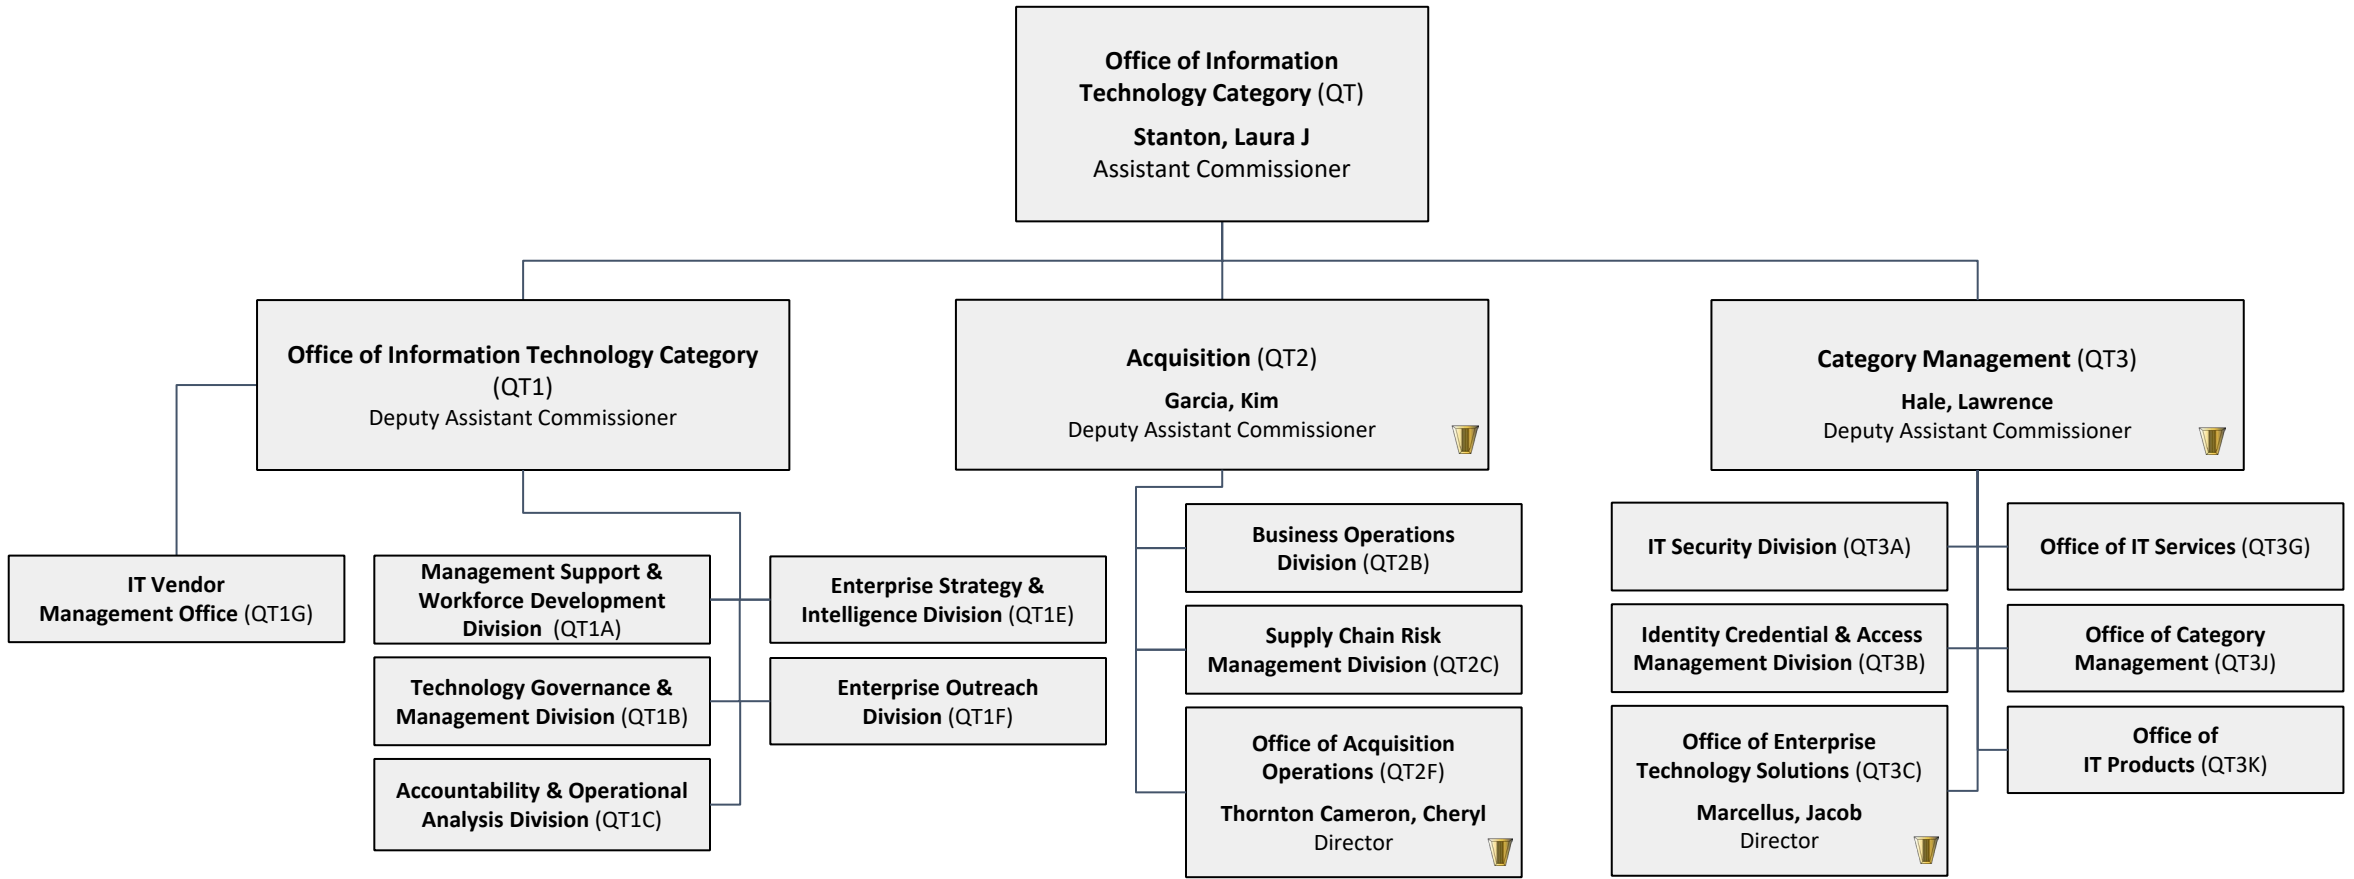 Office of Information
Technology Category (QT)
Stanton, Laura J
Assistant Commissioner
Office of Information Technology Category
(QT1)
Deputy Assistant Commissioner
Acquisition (QT2)
Garcia, Kim
Deputy Assistant Commissioner
Category Management (QT3)
Hale, Lawrence
Deputy Assistant Commissioner
IT Vendor
Management Office (QT1G)
Management Support &
Workforce Development
Division (QT1A)
Technology Governance &
Management Division (QT1B)
Accountability & Operational
Analysis Division (QT1C)
Enterprise Strategy &
Intelligence Division (QT1E)
Enterprise Outreach
Division (QT1F)
Business Operations
Division (QT2B)
Supply Chain Risk
Management Division (QT2C)
Office of Acquisition
Operations (QT2F)
Thornton Cameron, Cheryl
Director
IT Security Division (QT3A)
Identity Credential & Access
Management Division (QT3B)
Office of Enterprise
Technology Solutions (QT3C)
Marcellus, Jacob
Director
Office of IT Services (QT3G)
Office of Category
Management (QT3J)
Office of
IT Products (QT3K)